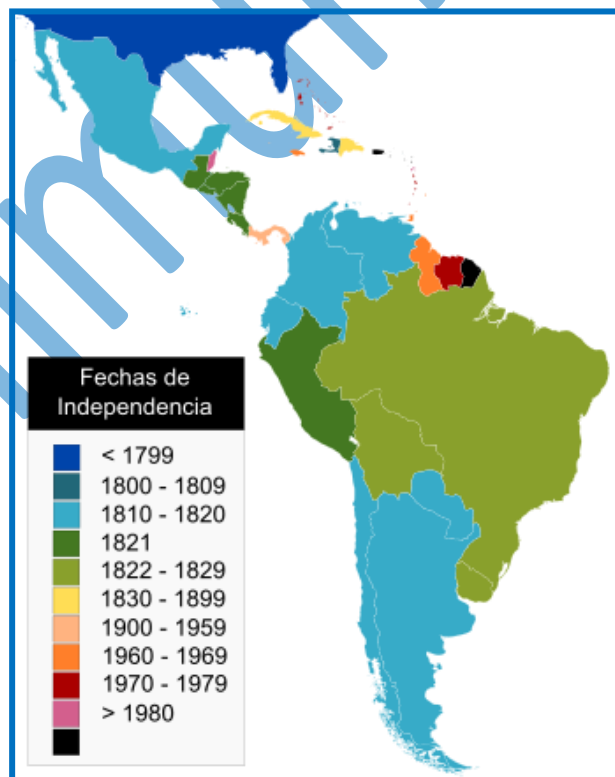 Fechas de
Independencia
< 1799
1800 - 1809
1810 - 1820
1821
1822 - 1829
1830 - 1899
1900 - 1959
1960 - 1969
1970 - 1979
> 1980